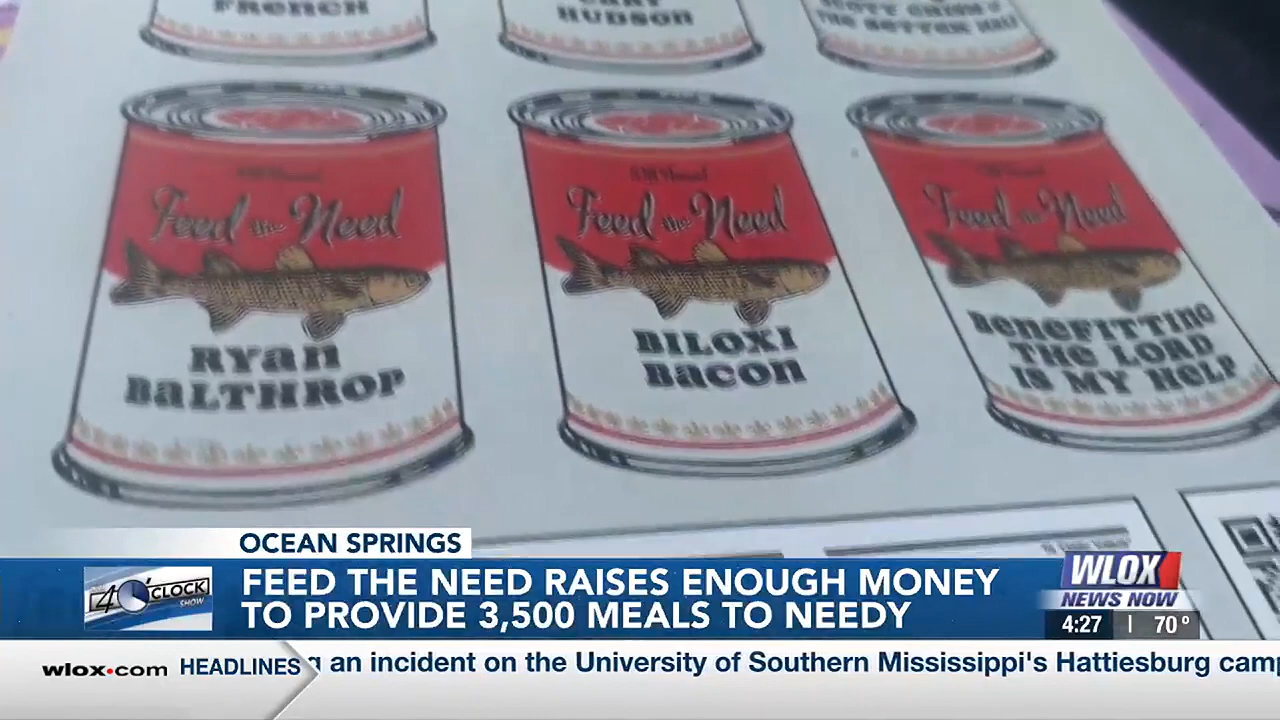 FRENCH
HUDSON
Feed the Need
RYAN
BALTHROP
Feed the Need
BILOXI
BACON
Feed the Need
BENEFITTING
THE LORD
IS MY HELP
OCEAN SPRINGS
4 O'CLOCK
SHOW
FEED THE NEED RAISES ENOUGH MONEY
TO PROVIDE 3,500 MEALS TO NEEDY
WLOX
NEWS NOW
4:27 | 70°
wlox.com HEADLINES g an incident on the University of Southern Mississippi's Hattiesburg camp